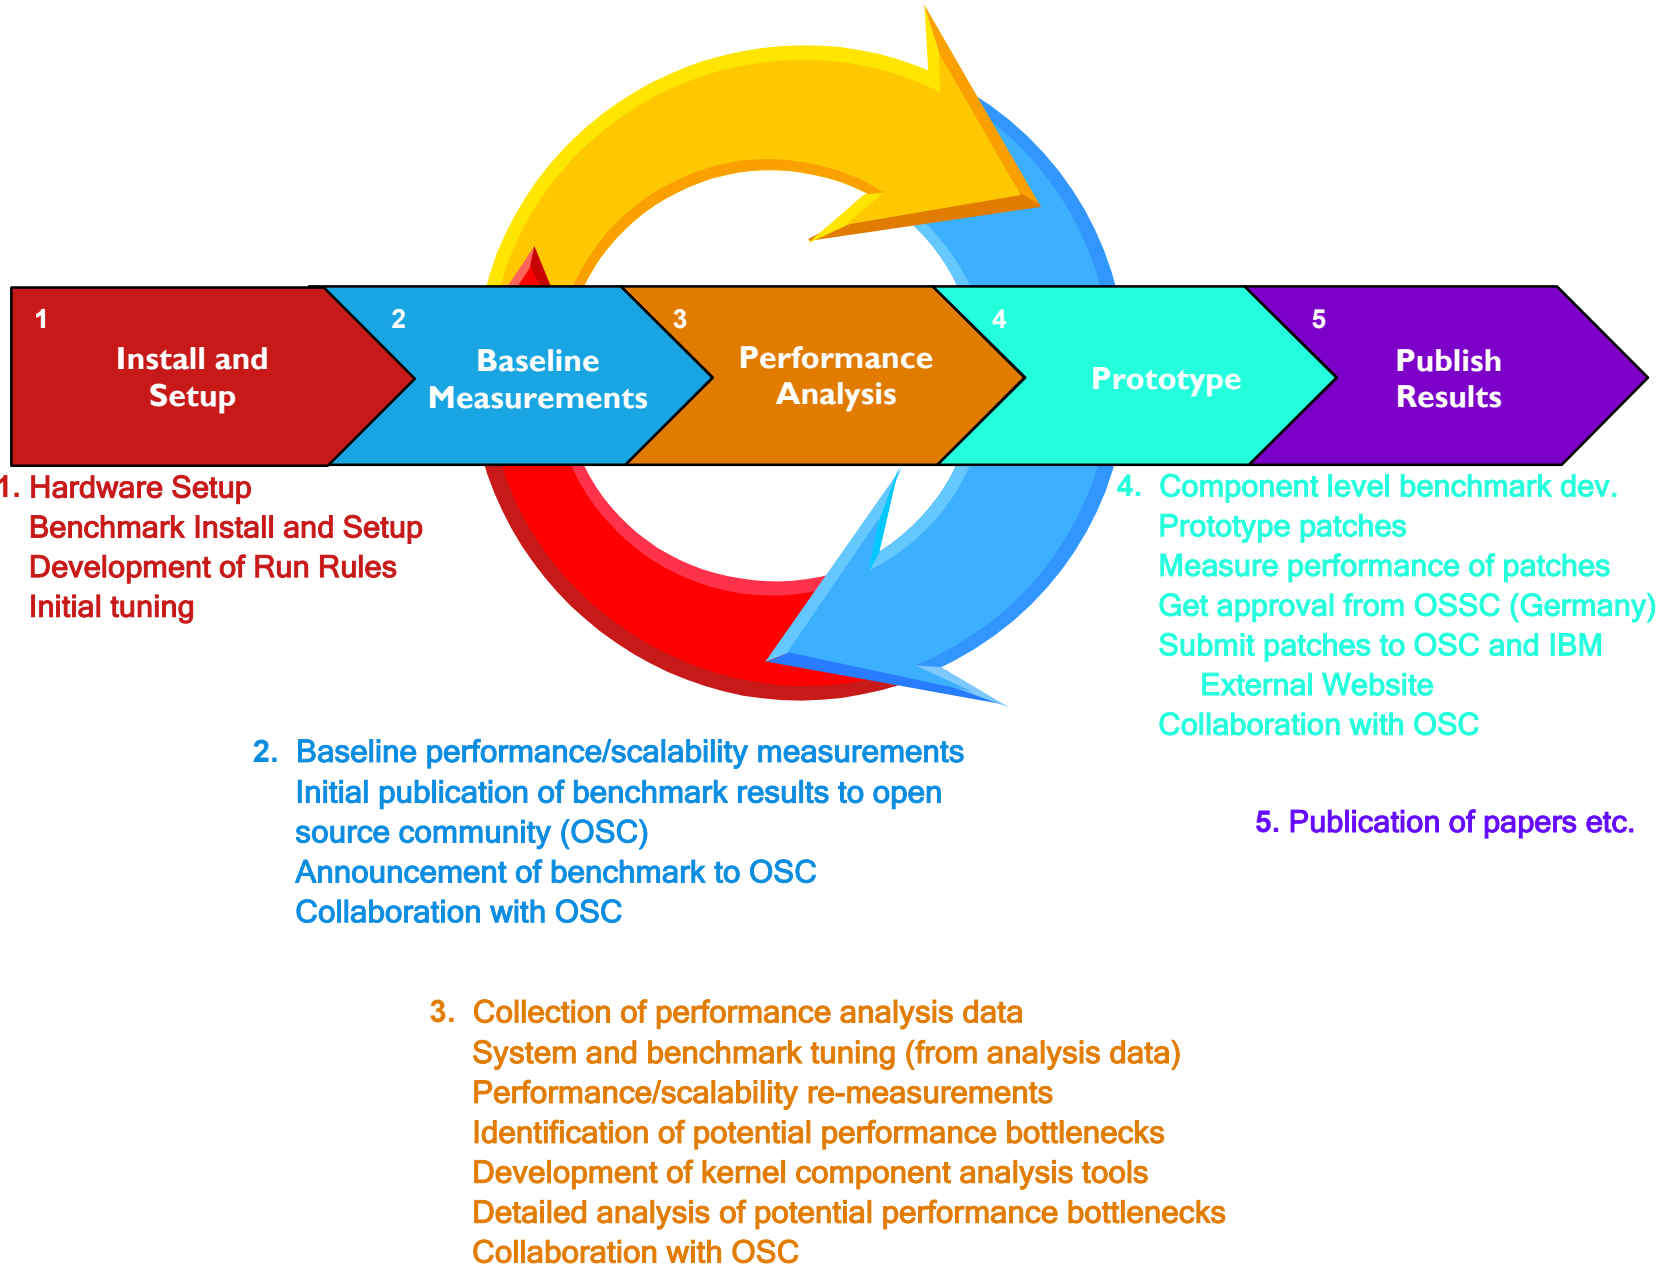 1
Install and
Setup
2
Baseline
Measurements
3
Performance
Analysis
4
Prototype
5
Publish
Results
1. Hardware Setup
Benchmark Install and Setup
Development of Run Rules
Initial tuning
2. Baseline performance/scalability measurements
Initial publication of benchmark results to open
source community (OSC)
Announcement of benchmark to OSC
Collaboration with OSC
3. Collection of performance analysis data
System and benchmark tuning (from analysis data)
Performance/scalability re-measurements
Identification of potential performance bottlenecks
Development of kernel component analysis tools
Detailed analysis of potential performance bottlenecks
Collaboration with OSC
4. Component level benchmark dev.
Prototype patches
Measure performance of patches
Get approval from OSSC (Germany)
Submit patches to OSC and IBM
External Website
Collaboration with OSC
5. Publication of papers etc.